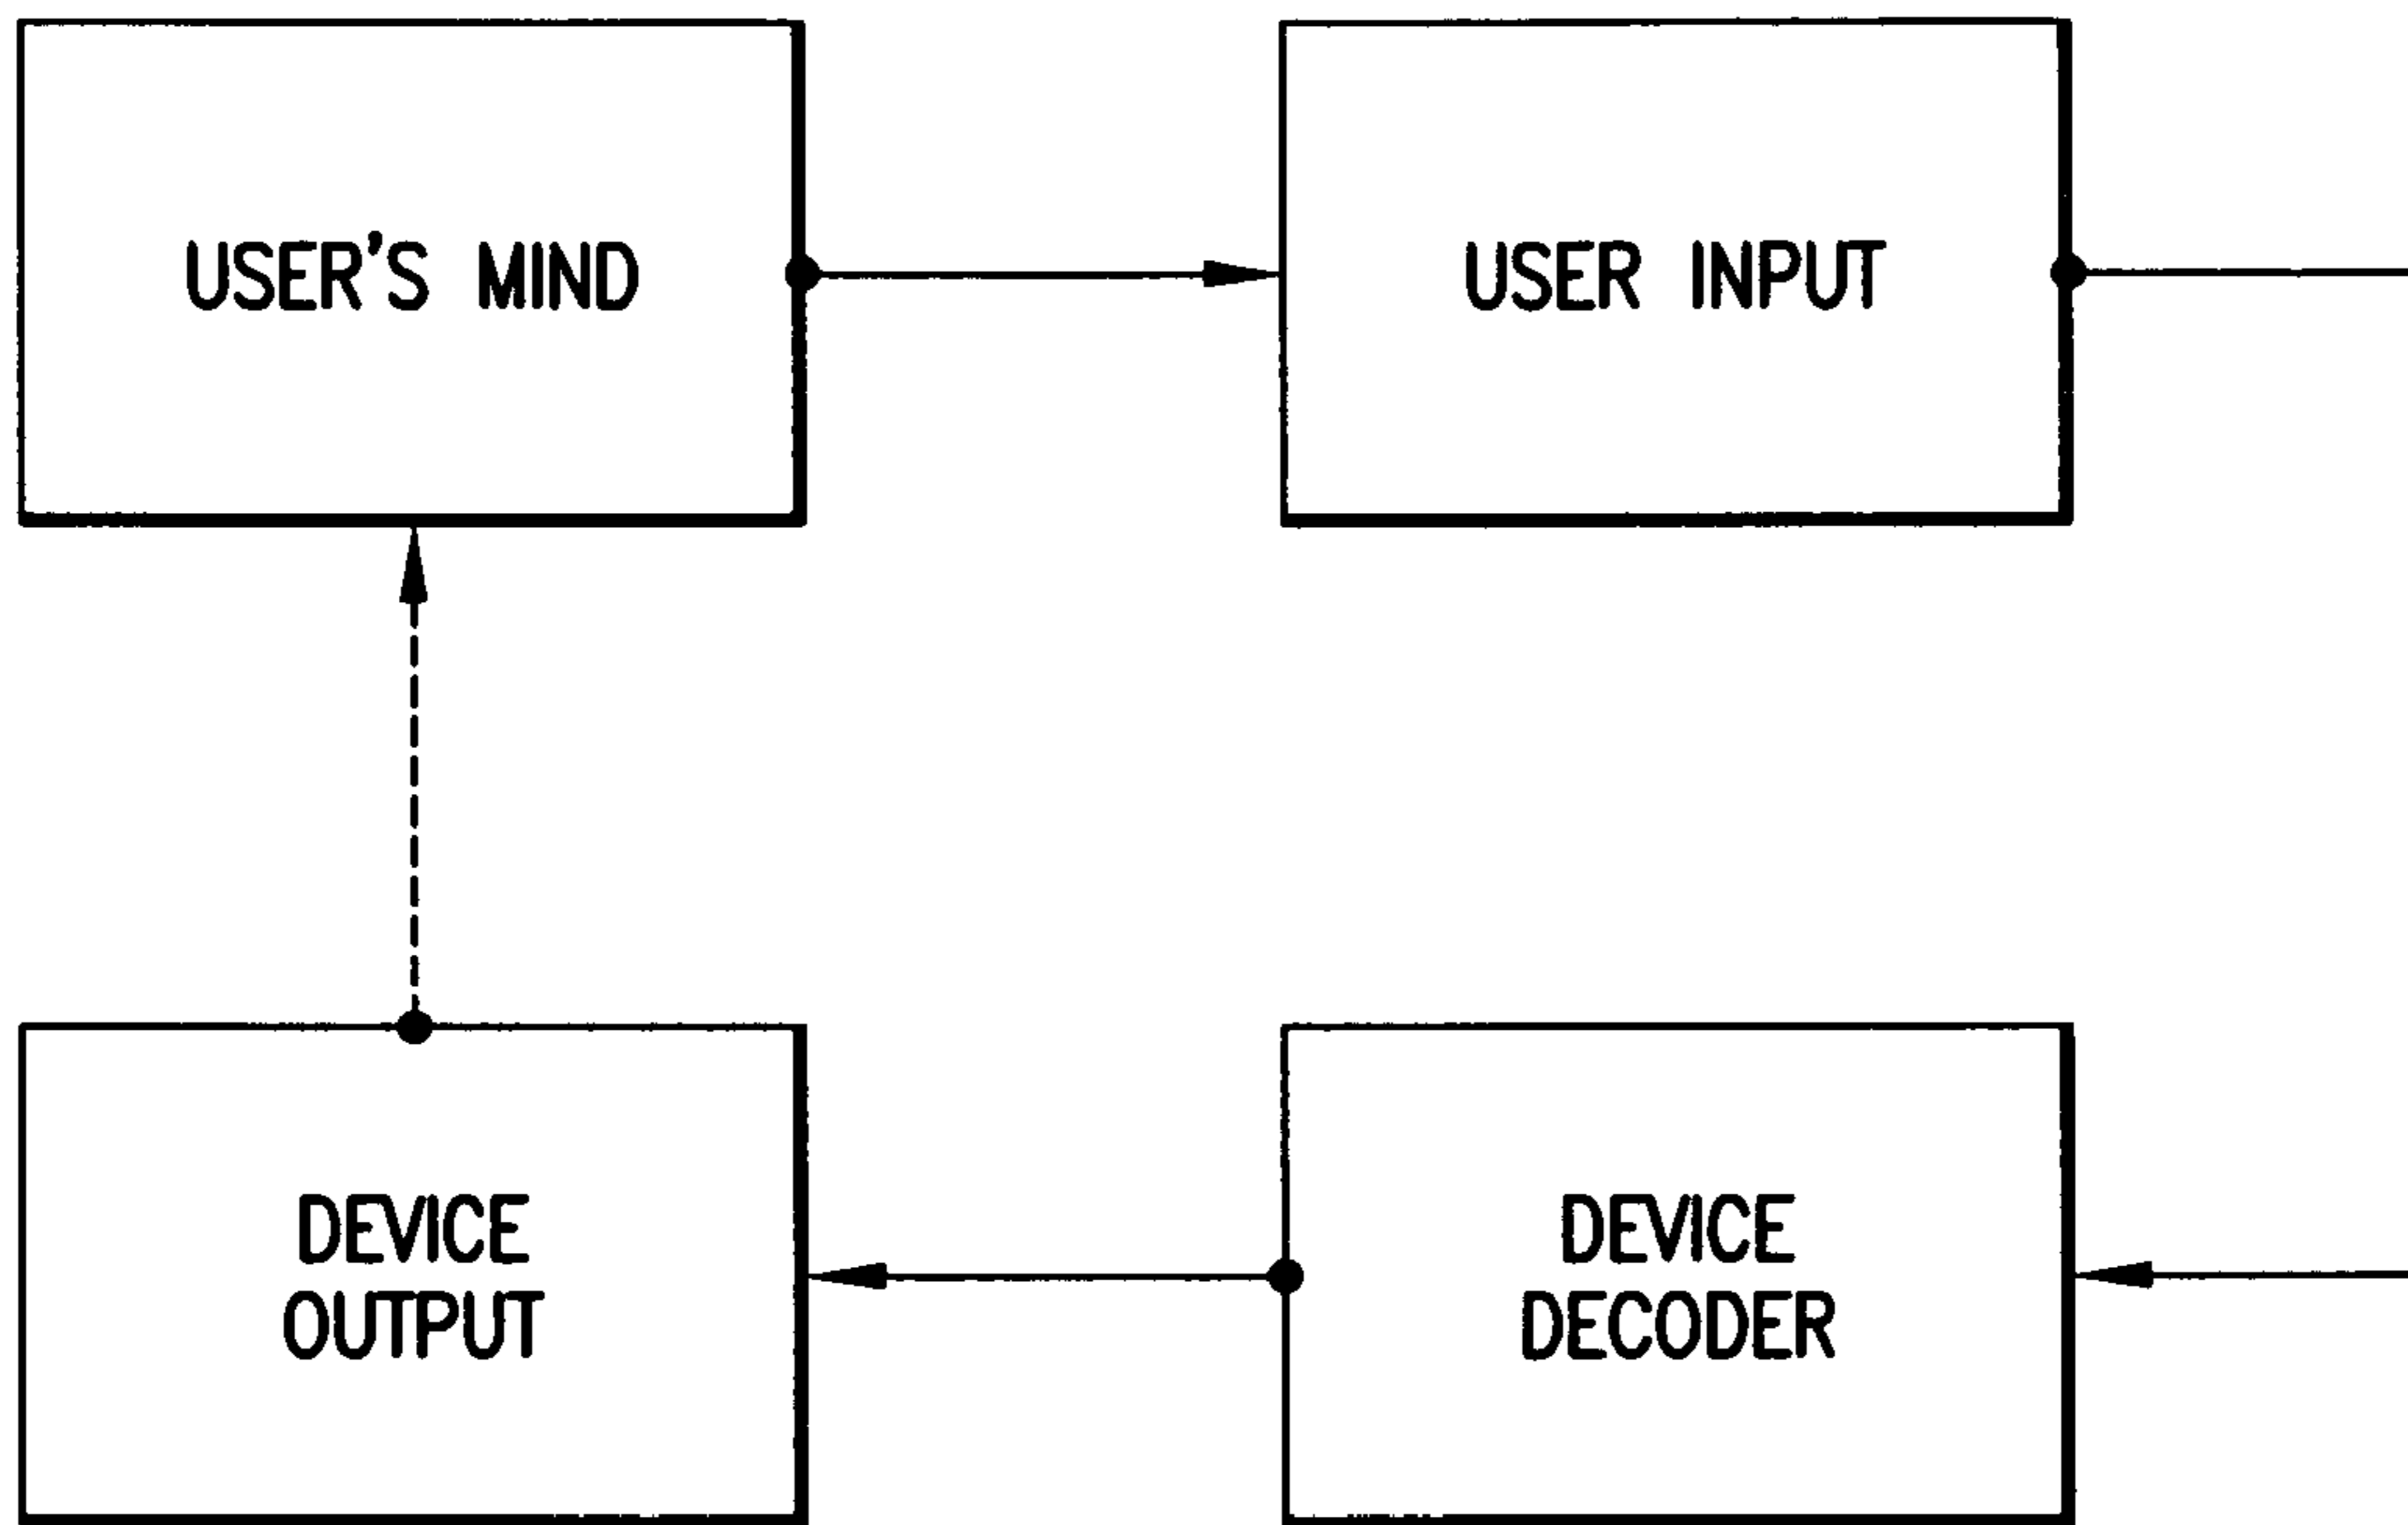 USER'S MIND
USER INPUT
DEVICE
OUTPUT
DEVICE
DECODER